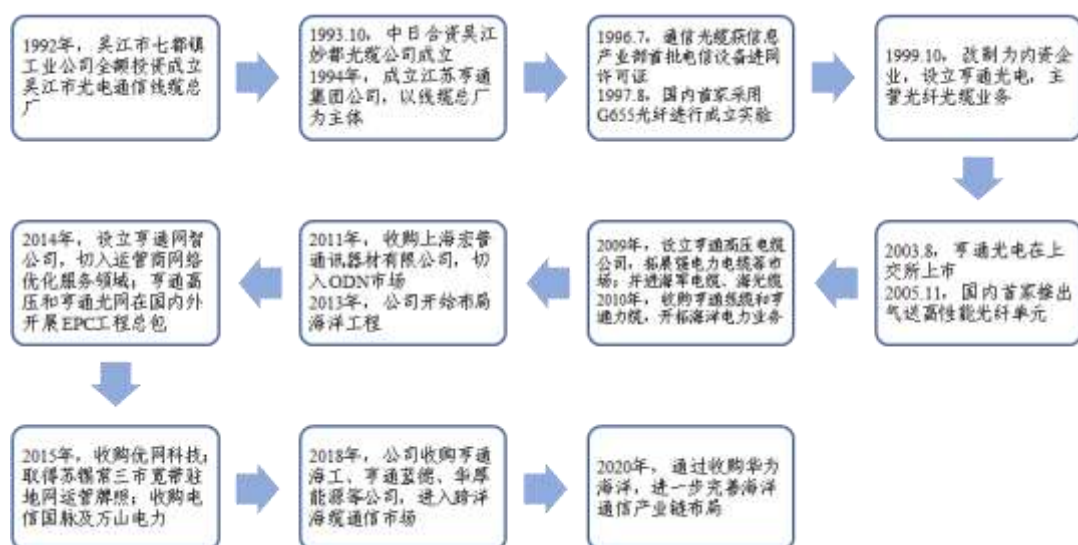 1992年，吴江市七都镇
工业公司全额投资成立
吴江市光电通信线缆总
厂
1993.10，中日合资吴江
妙都光缆公司成立
1994年，成立江苏亨通
集团公司，以线缆总厂
为主体
1996.7，通信光缆获信息
产业部首批电信设备进网
许可证
1997.8，国内首家采用
G655光纤进行成立实验
1999.10，改制为内资企
业，设立亨通光电，主
营光纤光缆业务
2003.8，亨通光电在上
交所上市
2005.11，国内首家推出
气送高性能光纤单元
2009年，设立亨通高压电缆
公司，拓展强电力电缆等市
场；并进海军电缆、海光缆
2010年，收购亨通线缆和亨
通力缆，开拓海洋电力业务
2011年，收购上海宏普
通讯器材有限公司，切
入ODN市场
2013年，公司开始布局
海洋工程
2014年，设立亨通网智
公司，切入运营商网络
优化服务领域；亨通高
压和亨通光网在国内外
开展EPC工程总包
2015年，收购优网科技；
取得苏锡常三市宽带驻
地网运营牌照；收购电
信国脉及万山电力
2018年，公司收购亨通
海工、亨通蓝德、华厚
能源等公司，进入跨洋
海缆通信市场
2020年，通过收购华为
海洋，进一步完善海洋
通信产业链布局